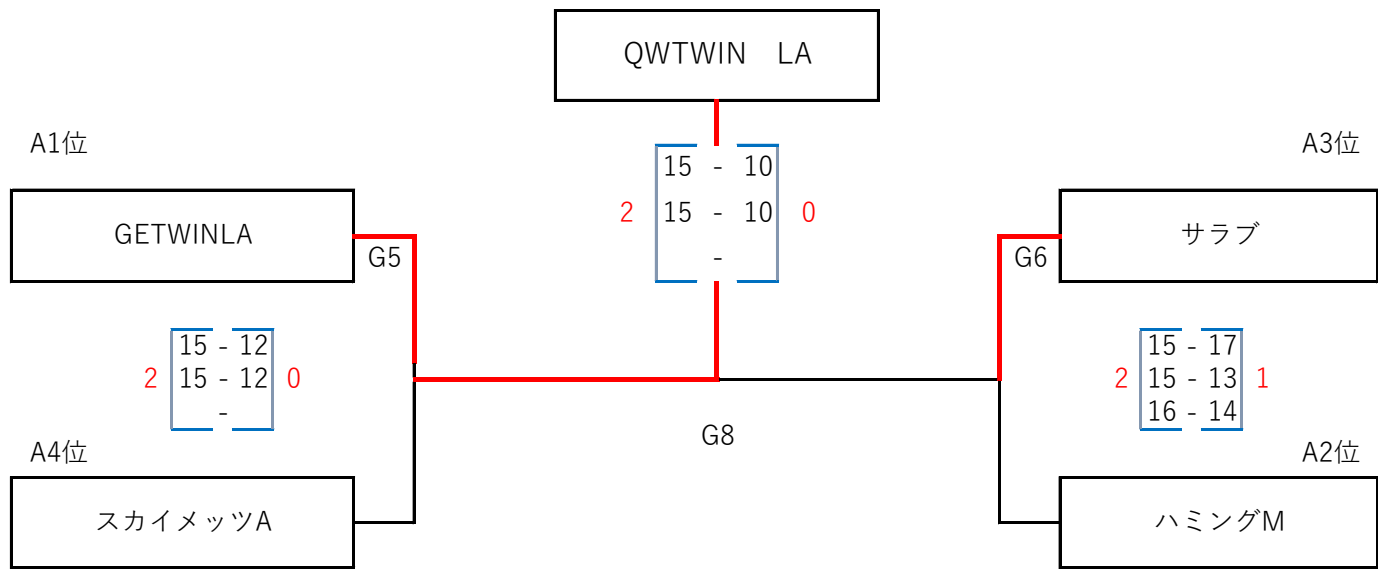 QWTWIN　LA
A1位
A3位
15 - 10
2 15 - 10 0
-
GETWINLA
サラブ
G5
G6
15 - 12
2 15 - 12 0
-
15 - 17
2 15 - 13 1
16 - 14
G8
A4位
A2位
スカイメッツA
ハミングM